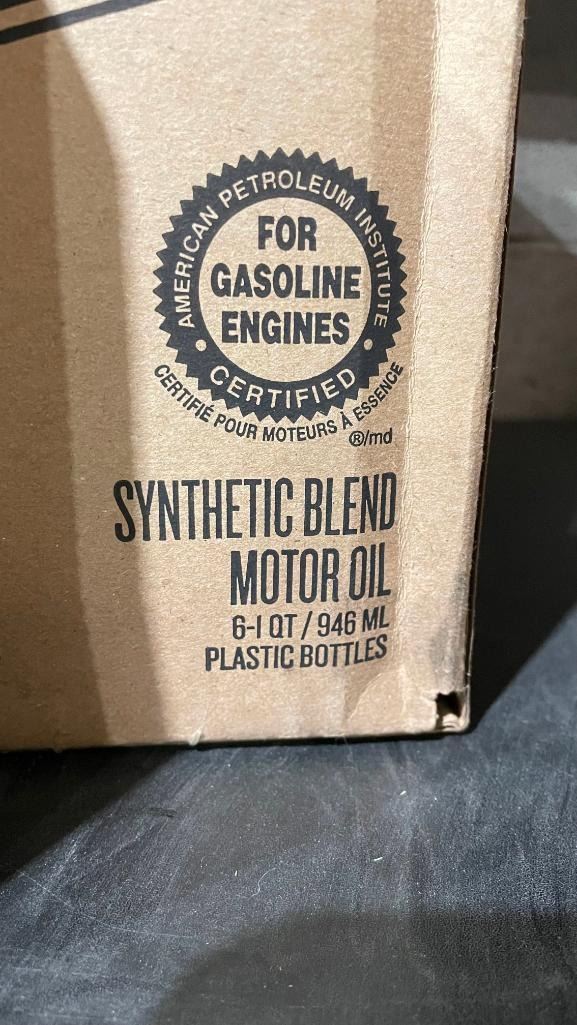 AMERICAN PETROLEUM INSTITUTE
FOR
GASOLINE
ENGINES
CERTIFIED
CERTIFIÉ POUR MOTEURS À ESSENCE
®/md
SYNTHETIC BLEND
MOTOR OIL
6-1 QT / 946 ML
PLASTIC BOTTLES